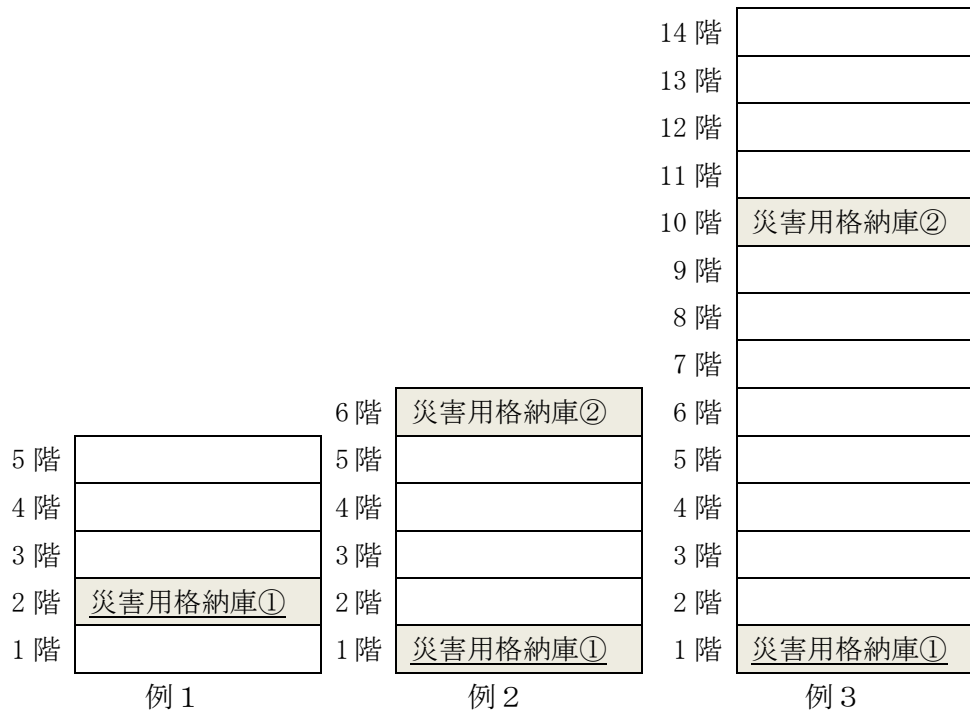 14 階
13 階
12 階
11 階
10 階 災害用格納庫②
9 階
8 階
7 階
6 階 災害用格納庫② 6 階
5 階 5 階 5 階
4 階 4 階 4 階
3 階 3 階 3 階
2 階 災害用格納庫① 2 階 2 階
1 階 1 階 災害用格納庫① 1 階 災害用格納庫①
例１ 例２ 例３